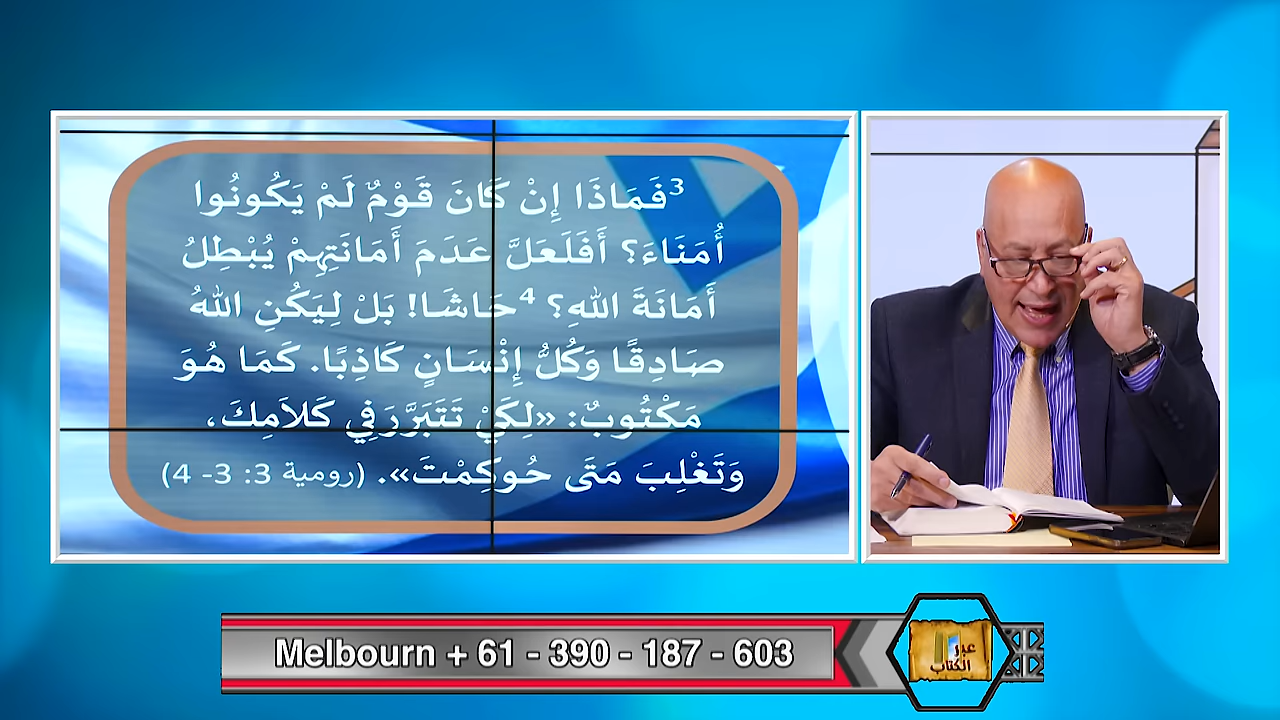 ³فَمَاذَا إِنْ كَانَ قَوْمٌ لَمْ يَكُونُوا
أُمَنَاءَ؟ أَفَلَعَلَّ عَدَمَ أَمَانَتِهِمْ يُبْطِلُ
أَمَانَةَ اللهِ؟ ⁴حَاشَا! بَلْ لِيَكُنِ اللهُ
صَادِقًا وَكُلُّ إِنْسَانٍ كَاذِبًا. كَمَا هُوَ
مَكْتُوبٌ: «لِكَيْ تَتَبَرَّرَفِي كَلاَمِكَ،
وَتَغْلِبَ مَتَى حُوكِمْتَ». (رومية 3: 3- 4)
Melbourn + 61 - 390 - 187 - 603
عبر
الكتاب